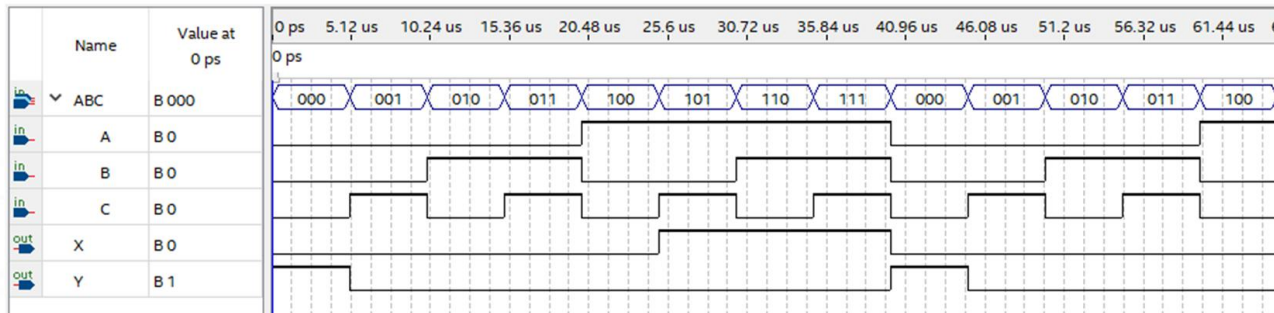 Name
Value at
0 ps
0 ps 5.12 us 10.24 us 15.36 us 20.48 us 25.6 us 30.72 us 35.84 us 40.96 us 46.08 us 51.2 us 56.32 us 61.44 us
0 ps
in ABC B 000 000 001 010 011 100 101 110 111 000 001 010 011 100
in A B 0
in B B 0
in C B 0
out X B 0
out Y B 1